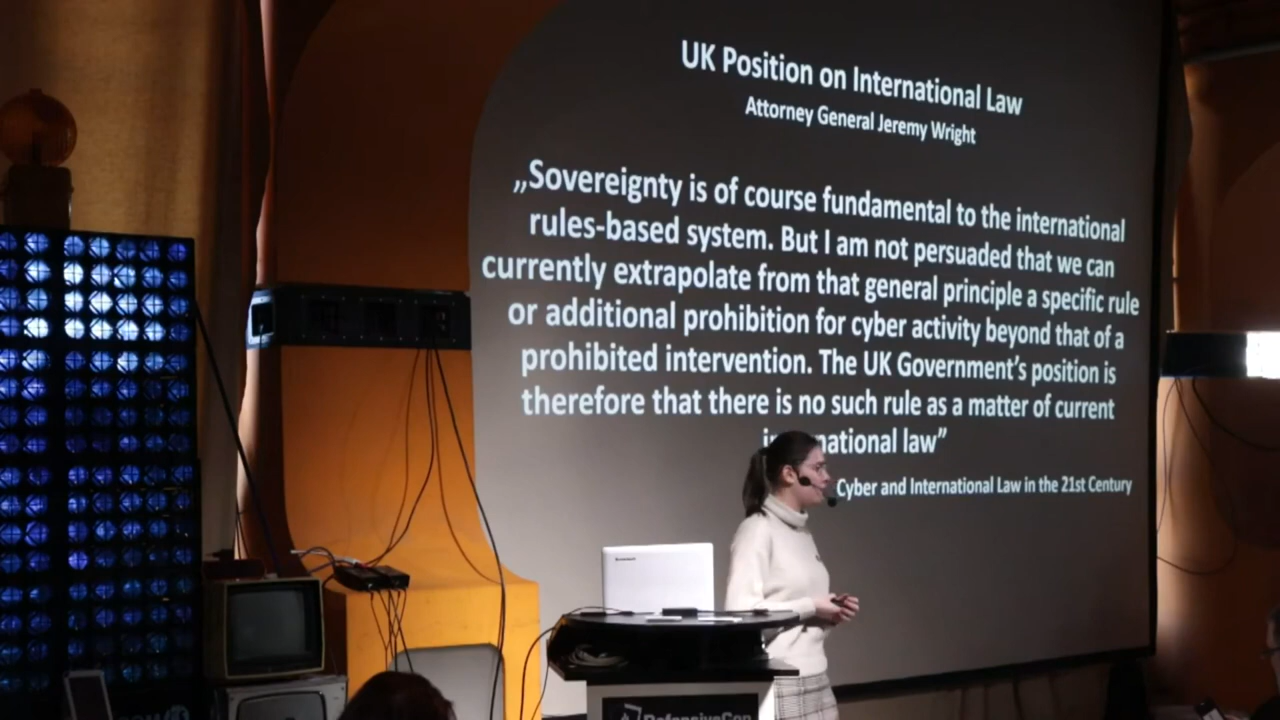 UK Position on International Law
Attorney General Jeremy Wright
„Sovereignty is of course fundamental to the international
rules-based system. But I am not persuaded that we can
currently extrapolate from that general principle a specific rule
or additional prohibition for cyber activity beyond that of a
prohibited intervention. The UK Government's position is
therefore that there is no such rule as a matter of current
law”
Cyber and International Law in the 21st Century
lenovo
DefensiveCon